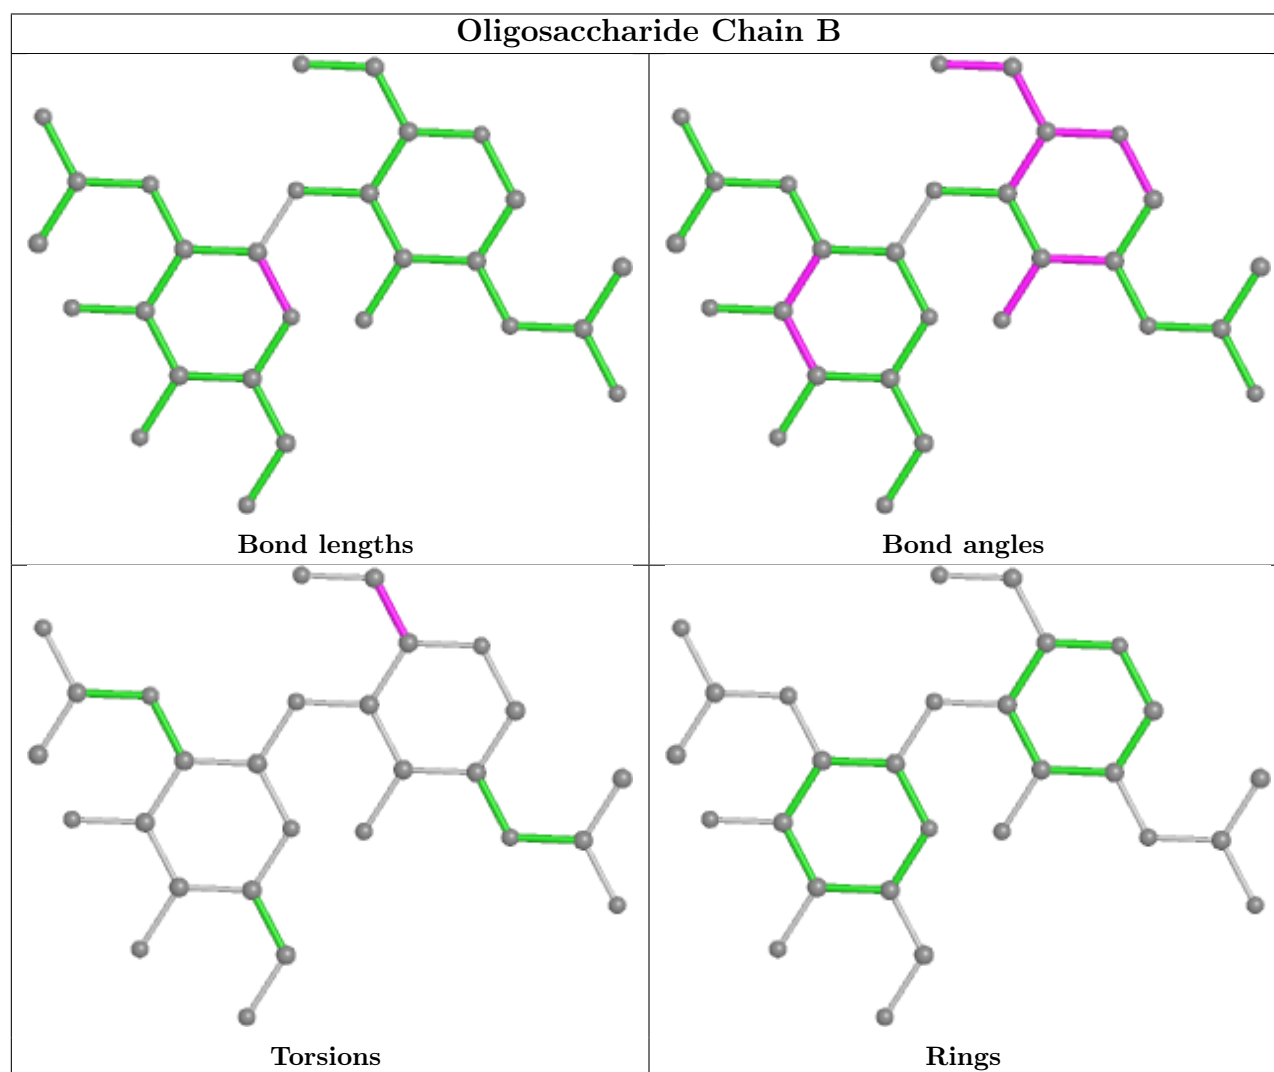 Oligosaccharide Chain B
Bond lengths
Bond angles
Torsions
Rings